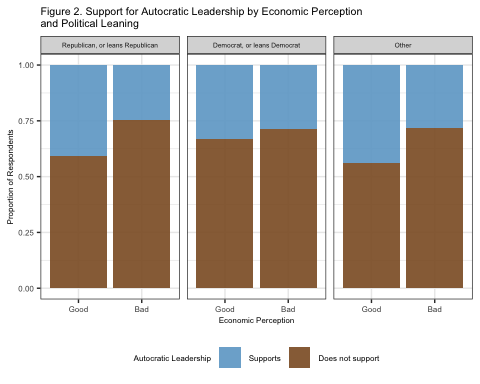 Figure 2. Support for Autocratic Leadership by Economic Perception
and Political Leaning
Republican, or leans Republican
Democrat, or leans Democrat
Other
Proportion of Respondents
1.00
0.75
0.50
0.25
0.00
Good
Bad
Good
Bad
Good
Bad
Economic Perception
Autocratic Leadership
Supports
Does not support